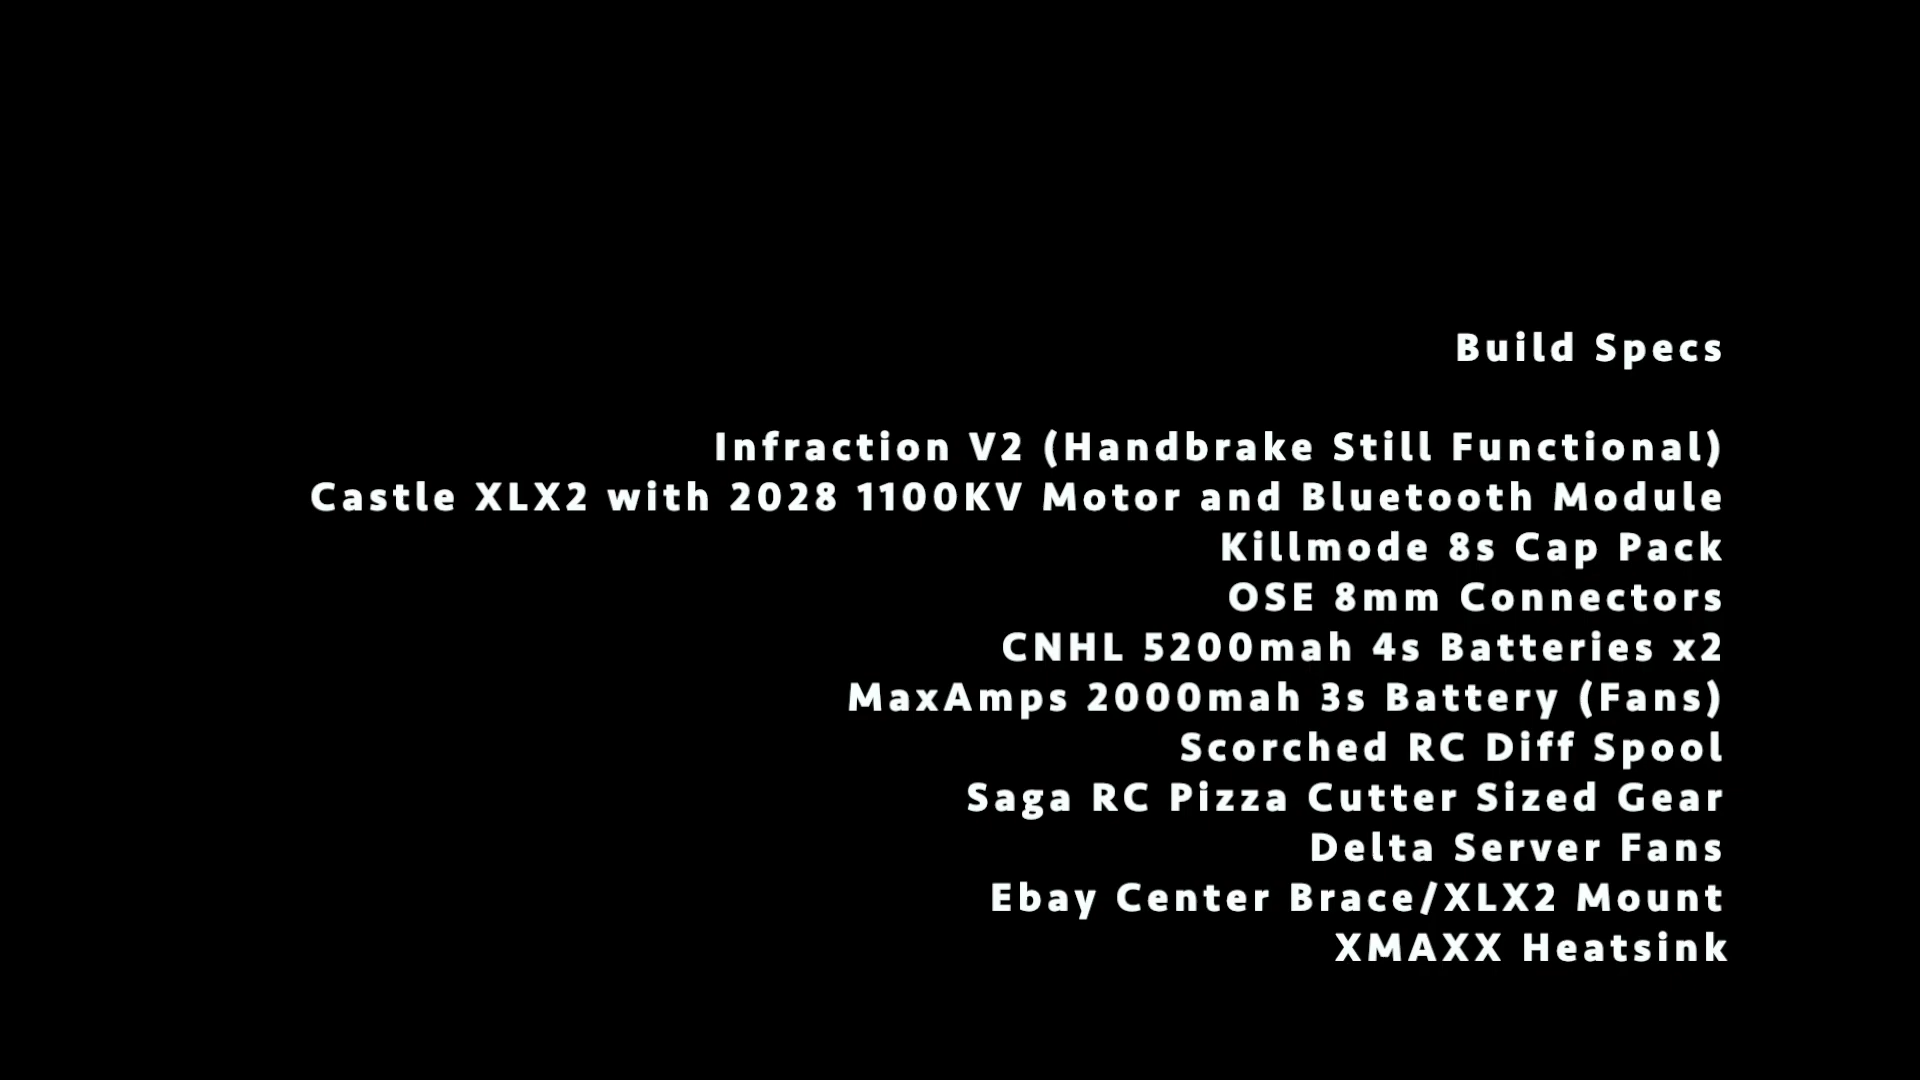 Build Specs
Infraction V2 (Handbrake Still Functional)
Castle XLX2 with 2028 1100KV Motor and Bluetooth Module
Killmode 8s Cap Pack
OSE 8mm Connectors
CNHL 5200mah 4s Batteries x2
MaxAmps 2000mah 3s Battery (Fans)
Scorched RC Diff Spool
Saga RC Pizza Cutter Sized Gear
Delta Server Fans
Ebay Center Brace/XLX2 Mount
XMAXX Heatsink